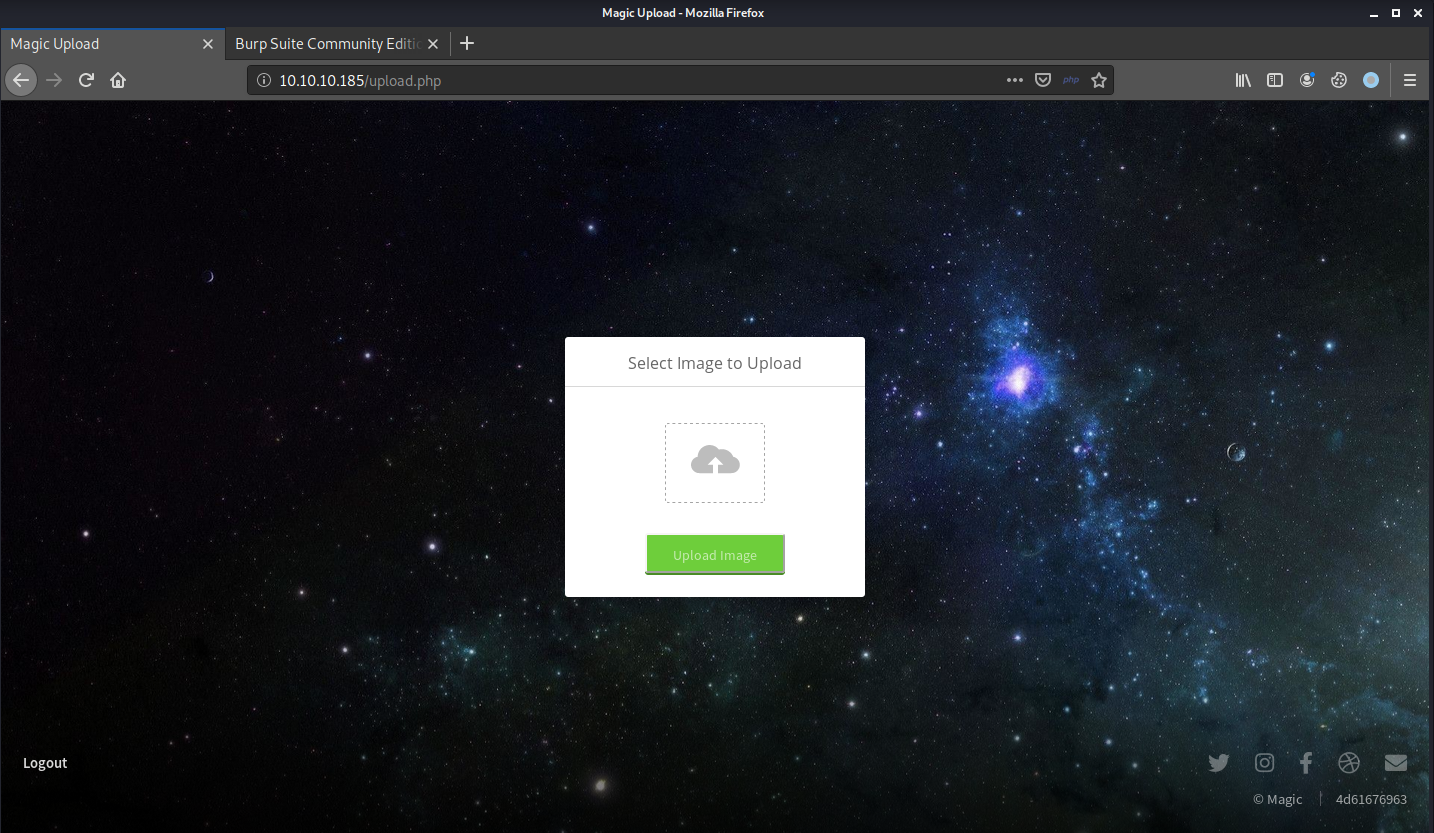 Magic Upload - Mozilla Firefox
Magic Upload
Burp Suite Community Editi
10.10.10.185/upload.php
php
Select Image to Upload
Upload Image
Logout
© Magic
4d61676963